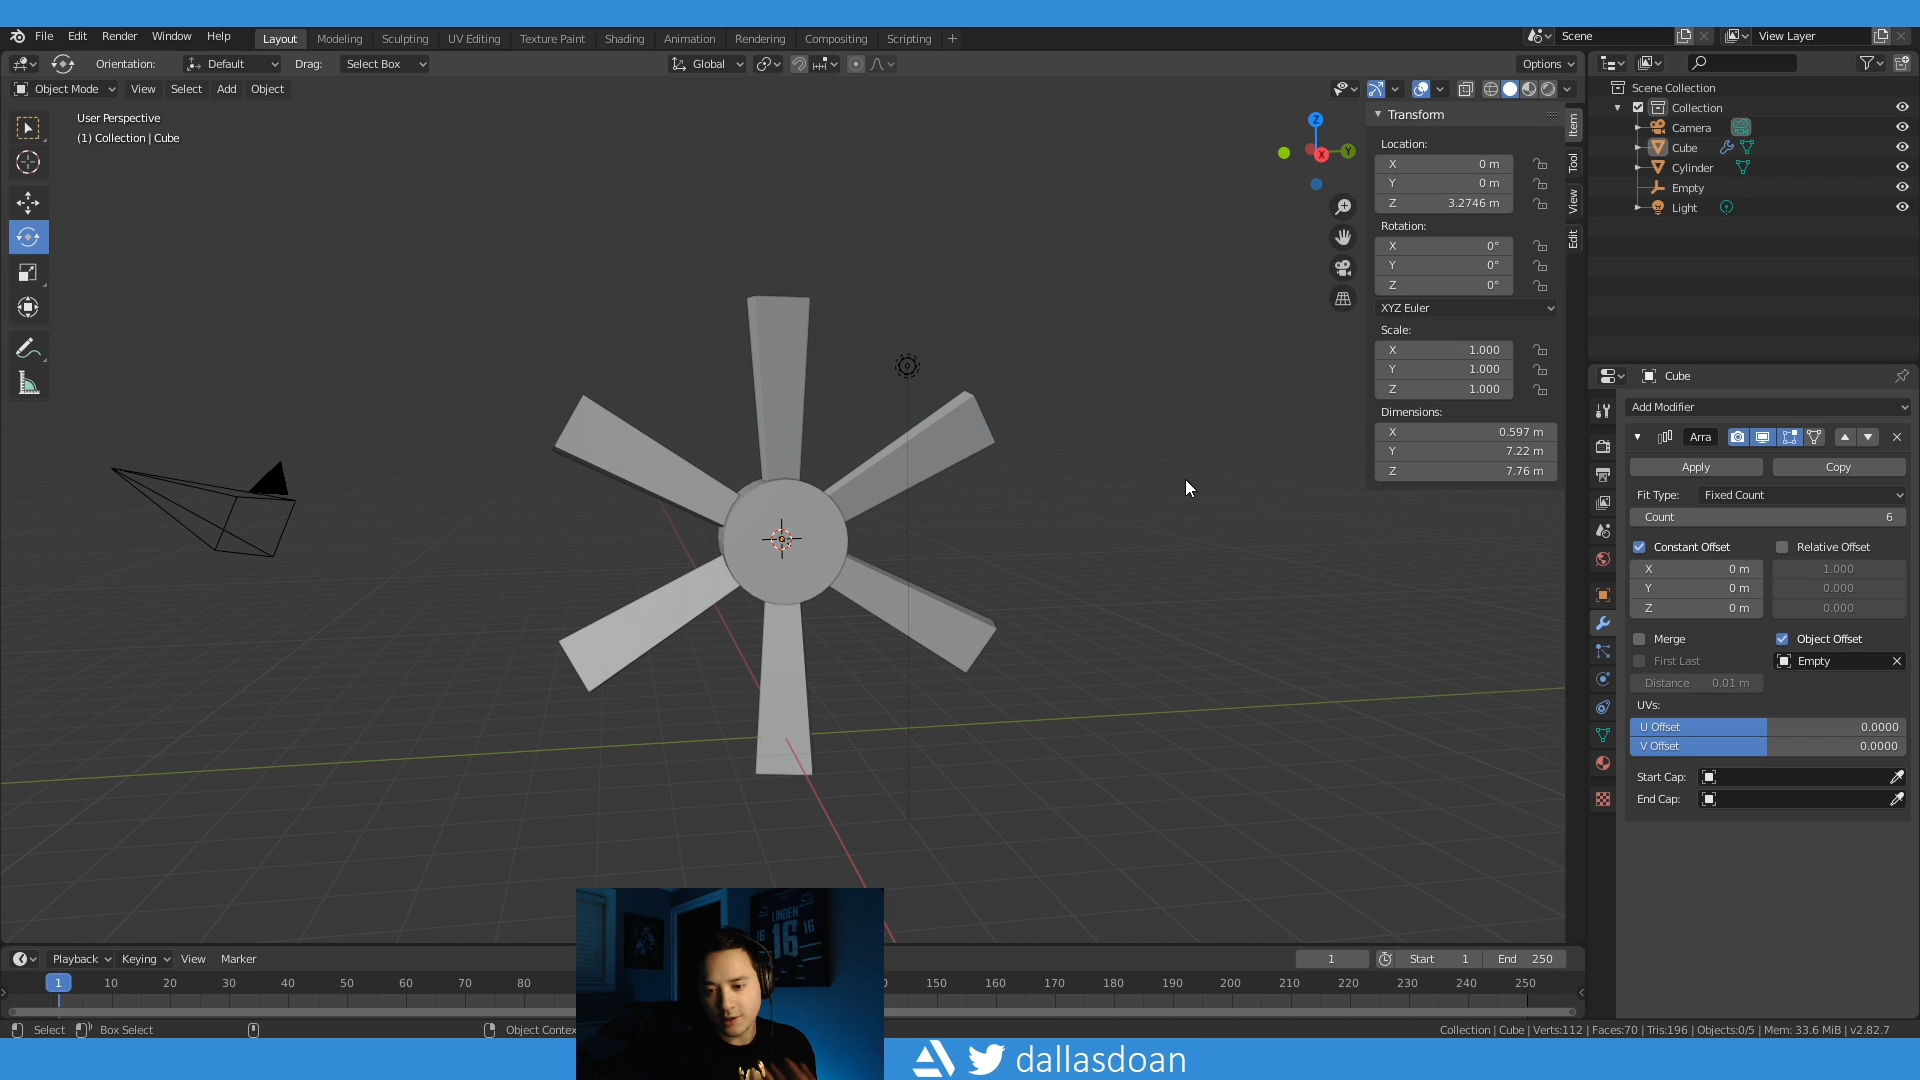 File Edit Render Window Help Layout Modeling Sculpting UV Editing Texture Paint Shading Animation Rendering Compositing Scripting + Scene View Layer
Orientation: Default Drag: Select Box Global Options
Object Mode View Select Add Object
User Perspective
(1) Collection | Cube
Z
X
Y
Transform
Location:
X 0 m
Y 0 m
Z 3.2746 m
Rotation:
X 0°
Y 0°
Z 0°
XYZ Euler
Scale:
X 1.000
Y 1.000
Z 1.000
Dimensions:
X 0.597 m
Y 7.22 m
Z 7.76 m
Item
Tool
View
Edit
Scene Collection
Collection
Camera
Cube
Cylinder
Empty
Light
Cube
Add Modifier
Arra
Apply Copy
Fit Type: Fixed Count
Count 6
Constant Offset Relative Offset
X 0 m 1.000
Y 0 m 0.000
Z 0 m 0.000
Merge Object Offset
First Last Empty
Distance 0.01 m
UVs:
U Offset 0.0000
V Offset 0.0000
Start Cap:
End Cap:
LINDEN
16 16 16
Playback Keying View Marker 1 Start 1 End 250
1 10 20 30 40 50 60 70 80 150 160 170 180 190 200 210 220 230 240 250
Select Box Select Object Contex Collection | Cube | Verts:112 | Faces:70 | Tris:196 | Objects:0/5 | Mem: 33.6 MiB | v2.82.7
dallasdoan